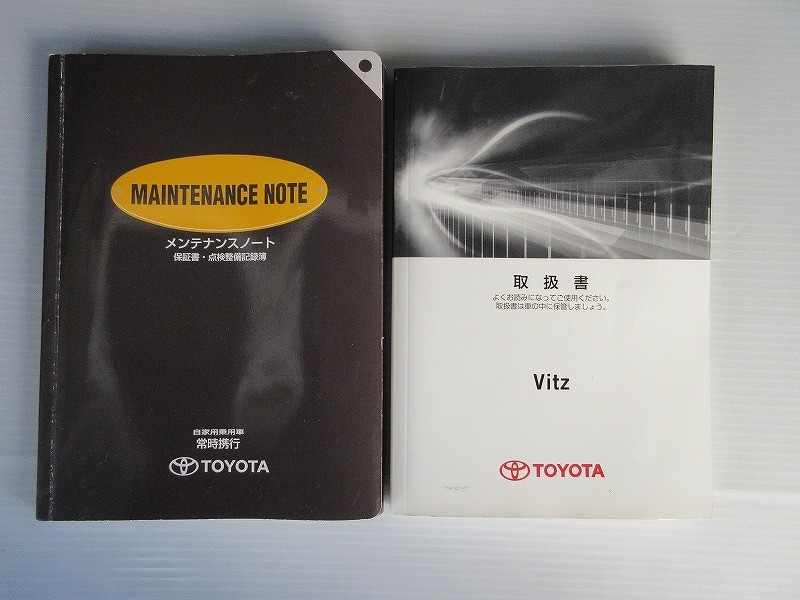 MAINTENANCE NOTE
メンテナンスノート
保証書・点検整備記録簿
自家用乗用車
常時携行
TOYOTA
取扱書
よくお読みになってご使用ください。
取扱書は車の中に保管しましょう。
Vitz
TOYOTA